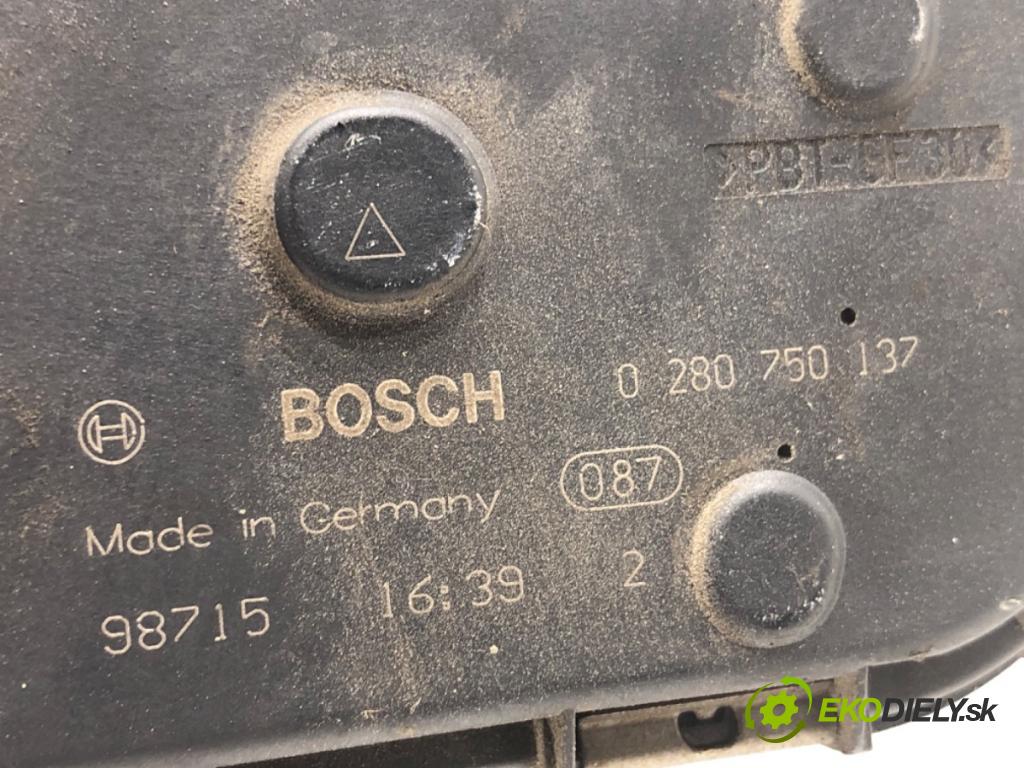 >PBT-GF30<
BOSCH 0 280 750 137
Made in Germany 087
98715 16:39 2
EKODIELY.sk